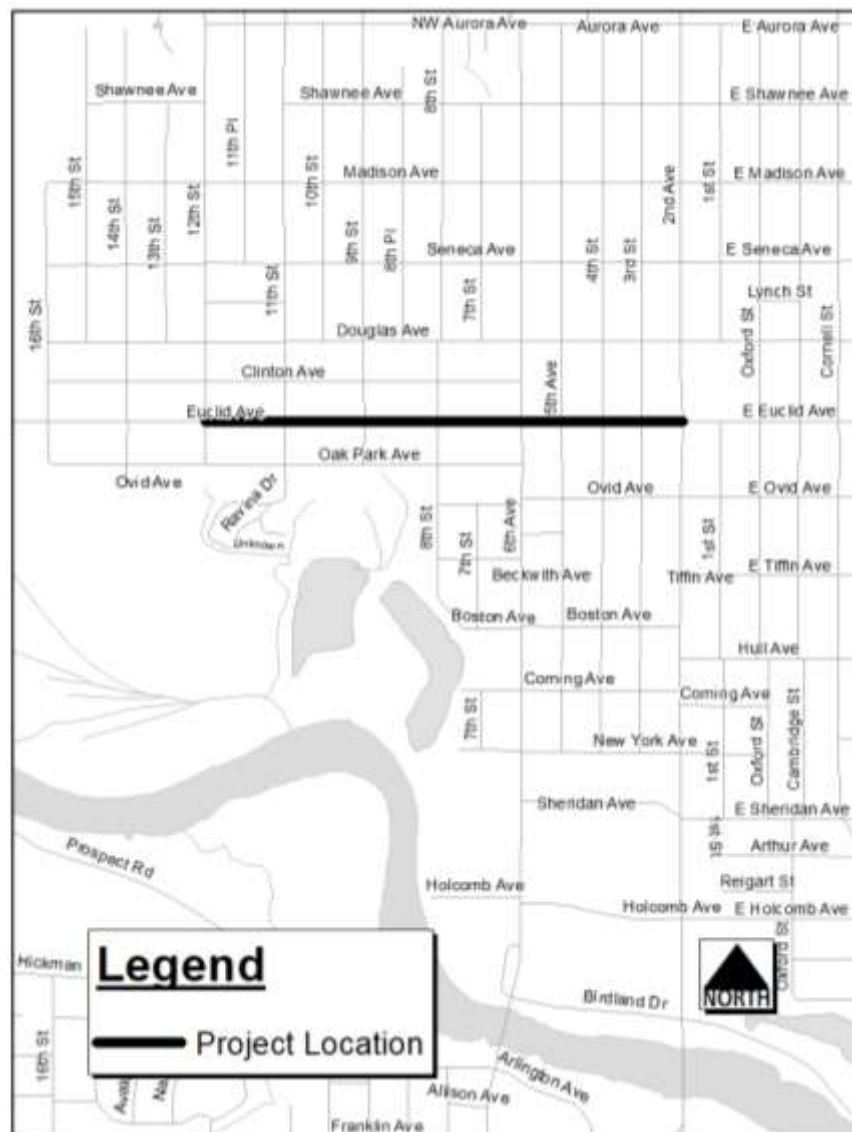 NW Aurora Ave
Aurora Ave
E Aurora Ave
Shawnee Ave
Shawnee Ave
8th St
E Shawnee Ave
11th Pl
15th St
14th St
13th St
12th St
10th St
Madison Ave
9th St
8th Pl
2nd Ave
1st St
E Madison Ave
Seneca Ave
4th St
3rd St
E Seneca Ave
16th St
11th St
7th St
Lynch St
Douglas Ave
Oxford St
Cornell St
Clinton Ave
5th Ave
Euclid Ave
E Euclid Ave
Oak Park Ave
Ovid Ave
Ravina Dr
Unknown
Ovid Ave
E Ovid Ave
8th St
7th St
6th Ave
1st St
Beckwith Ave
Tiffin Ave
E Tiffin Ave
Boston Ave
Boston Ave
Hull Ave
Corning Ave
Corning Ave
7th St
New York Ave
1st St
Oxford St
Cambridge St
Sheridan Ave
E Sheridan Ave
1st St
Arthur Ave
Prospect Rd
Reigart St
Holcomb Ave
Holcomb Ave
E Holcomb Ave
Oxford St
Hickman
Legend
NORTH
Birdland Dr
Project Location
16th St
Arlington Ave
Allison Ave
Franklin Ave